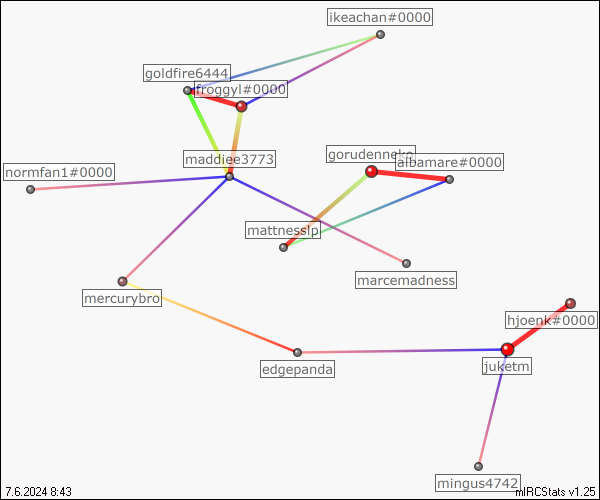 ikeachan#0000
goldfire6444
froggyl#0000
maddiee3773
gorudenneko
albamare#0000
normfan1#0000
mattnesslp
marcemadness
mercurybro
hjoenk#0000
edgepanda
juketm
mingus4742
7.6.2024 8:43
mIRCStats v1.25